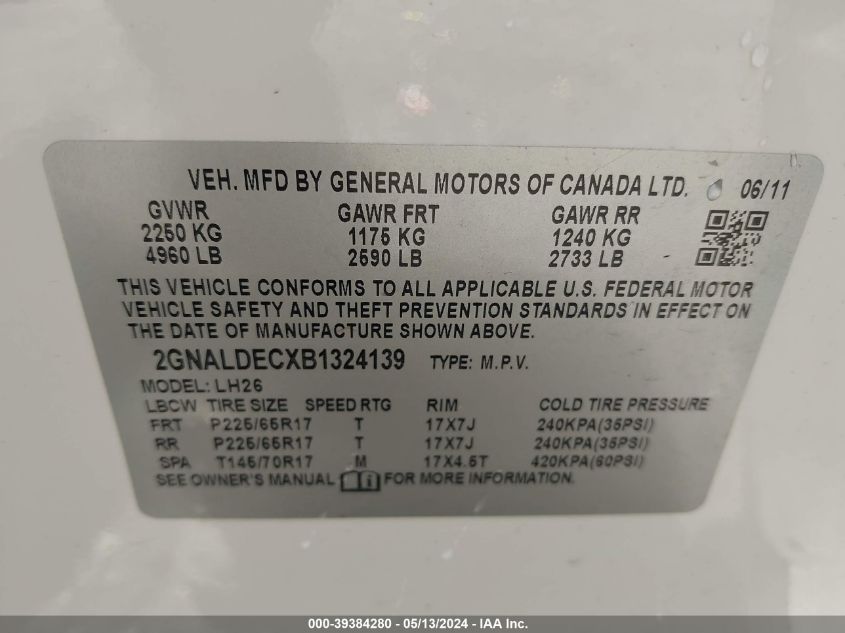 VEH. MFD BY GENERAL MOTORS OF CANADA LTD. 06/11
GVWR GAWR FRT GAWR RR
2250 KG 1175 KG 1240 KG
4960 LB 2590 LB 2733 LB
THIS VEHICLE CONFORMS TO ALL APPLICABLE U.S. FEDERAL MOTOR
VEHICLE SAFETY AND THEFT PREVENTION STANDARDS IN EFFECT ON
THE DATE OF MANUFACTURE SHOWN ABOVE.
2GNALDECXB1324139 TYPE: M.P.V.
MODEL: LH26
LBCW TIRE SIZE SPEED RTG RIM COLD TIRE PRESSURE
FRT P225/65R17 T 17X7J 240KPA(35PSI)
RR P225/65R17 T 17X7J 240KPA(35PSI)
SPA T145/70R17 M 17X4.5T 420KPA(60PSI)
SEE OWNER'S MANUAL FOR MORE INFORMATION.
000-39384280 - 05/13/2024 - IAA Inc.